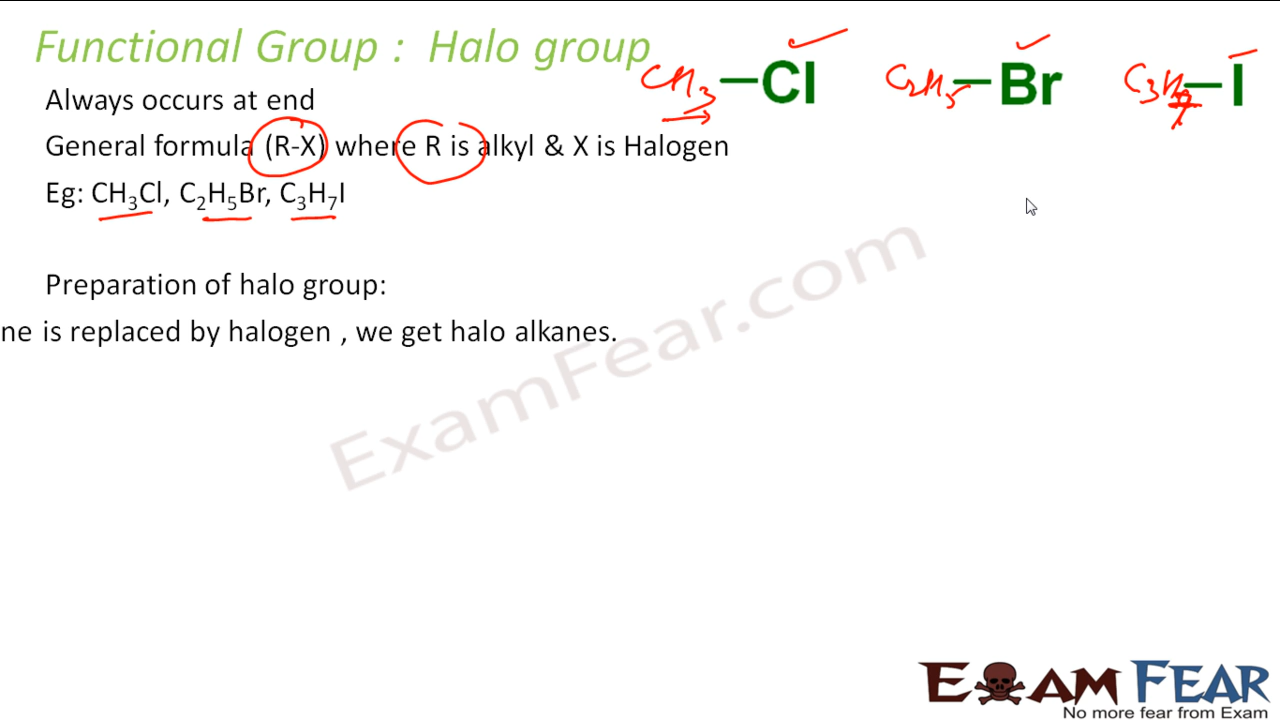 Functional Group : Halo group
CH3 –Cl C2H5 –Br C3H7 –I
Always occurs at end
General formula (R-X) where R is alkyl & X is Halogen
Eg: CH₃Cl, C₂H₅Br, C₃H₇I
Preparation of halo group:
ne is replaced by halogen , we get halo alkanes.
ExamFear.com
EXAM FEAR
No more fear from Exam